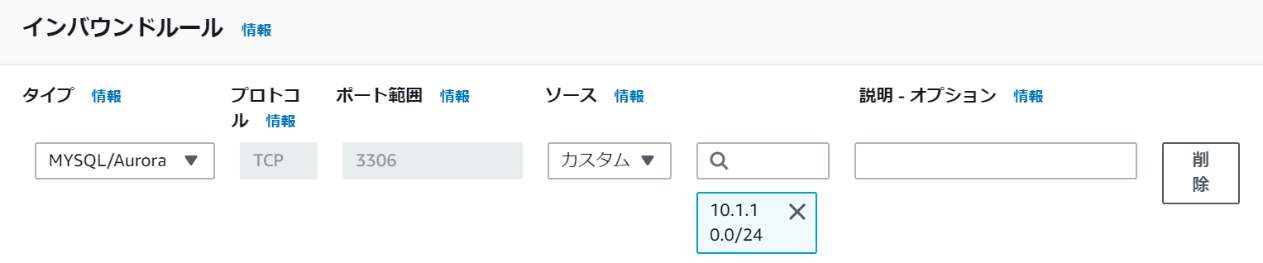 インバウンドルール 情報
タイプ 情報
プロトコ
ル 情報
ポート範囲 情報
ソース 情報
説明 - オプション 情報
MYSQL/Aurora
TCP
3306
カスタム
削
除
10.1.1
0.0/24